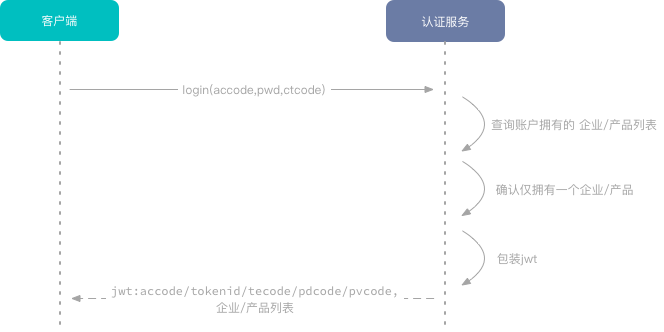 客户端
认证服务
login(accode,pwd,ctcode)
查询账户拥有的 企业/产品列表
确认仅拥有一个企业/产品
包装jwt
jwt:accode/tokenid/tecode/pdcode/pvcode,
企业/产品列表